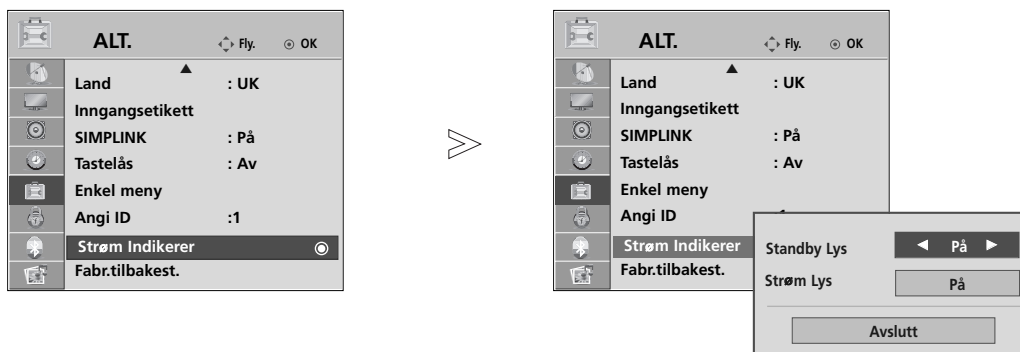 ALT. Fly. OK
Land : UK
Inngangsetikett
SIMPLINK : På
Tastelås : Av
Enkel meny
Angi ID :1
Strøm Indikerer
Fabr.tilbakest.
ALT. Fly. OK
Land : UK
Inngangsetikett
SIMPLINK : På
Tastelås : Av
Enkel meny
Angi ID
Strøm Indikerer
Fabr.tilbakest.
Standby Lys ◄ På ►
Strøm Lys På
Avslutt